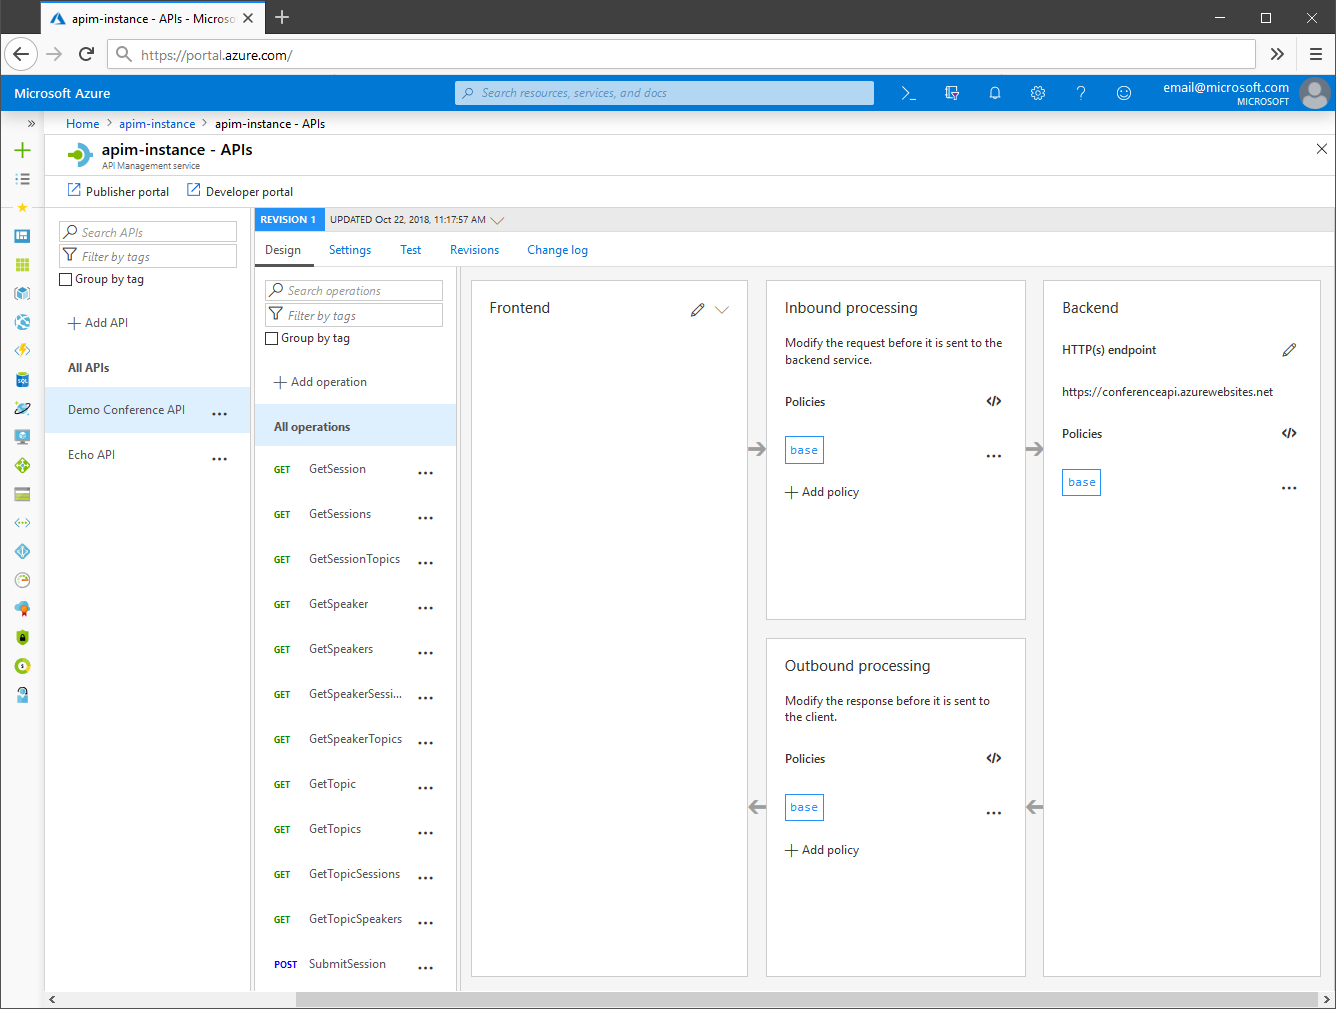 apim-instance - APIs - Microso
https://portal.azure.com/
Microsoft Azure
Search resources, services, and docs
email@microsoft.com
MICROSOFT
Home > apim-instance > apim-instance - APIs
apim-instance - APIs
API Management service
Publisher portal
Developer portal
Search APIs
Filter by tags
Group by tag
+ Add API
All APIs
Demo Conference API ...
Echo API ...
REVISION 1 UPDATED Oct 22, 2018, 11:17:57 AM
Design Settings Test Revisions Change log
Search operations
Filter by tags
Group by tag
+ Add operation
All operations
GET GetSession ...
GET GetSessions ...
GET GetSessionTopics ...
GET GetSpeaker ...
GET GetSpeakers ...
GET GetSpeakerSessi... ...
GET GetSpeakerTopics ...
GET GetTopic ...
GET GetTopics ...
GET GetTopicSessions ...
GET GetTopicSpeakers ...
POST SubmitSession ...
Frontend
Inbound processing
Modify the request before it is sent to the
backend service.
Policies </>
base ...
+ Add policy
Outbound processing
Modify the response before it is sent to
the client.
Policies </>
base ...
+ Add policy
Backend
HTTP(s) endpoint
https://conferenceapi.azurewebsites.net
Policies </>
base ...